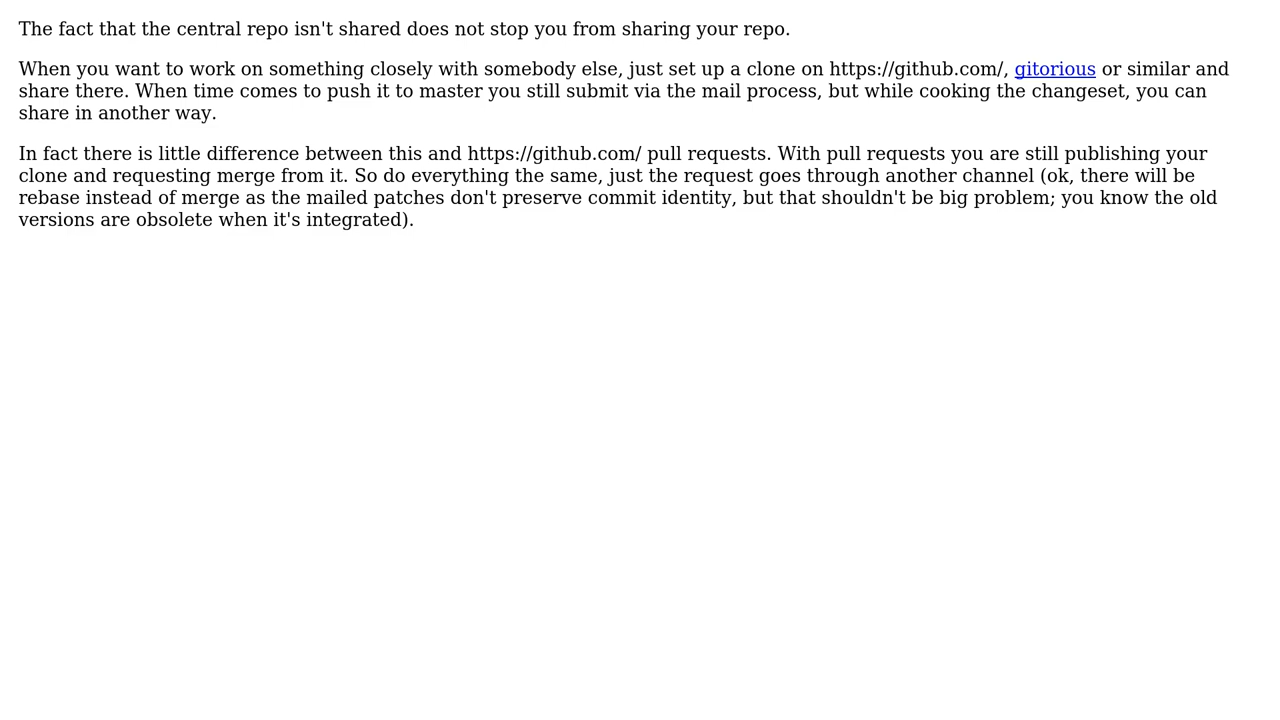 The fact that the central repo isn't shared does not stop you from sharing your repo.
When you want to work on something closely with somebody else, just set up a clone on https://github.com/, gitorious or similar and
share there. When time comes to push it to master you still submit via the mail process, but while cooking the changeset, you can
share in another way.
In fact there is little difference between this and https://github.com/ pull requests. With pull requests you are still publishing your
clone and requesting merge from it. So do everything the same, just the request goes through another channel (ok, there will be
rebase instead of merge as the mailed patches don't preserve commit identity, but that shouldn't be big problem; you know the old
versions are obsolete when it's integrated).